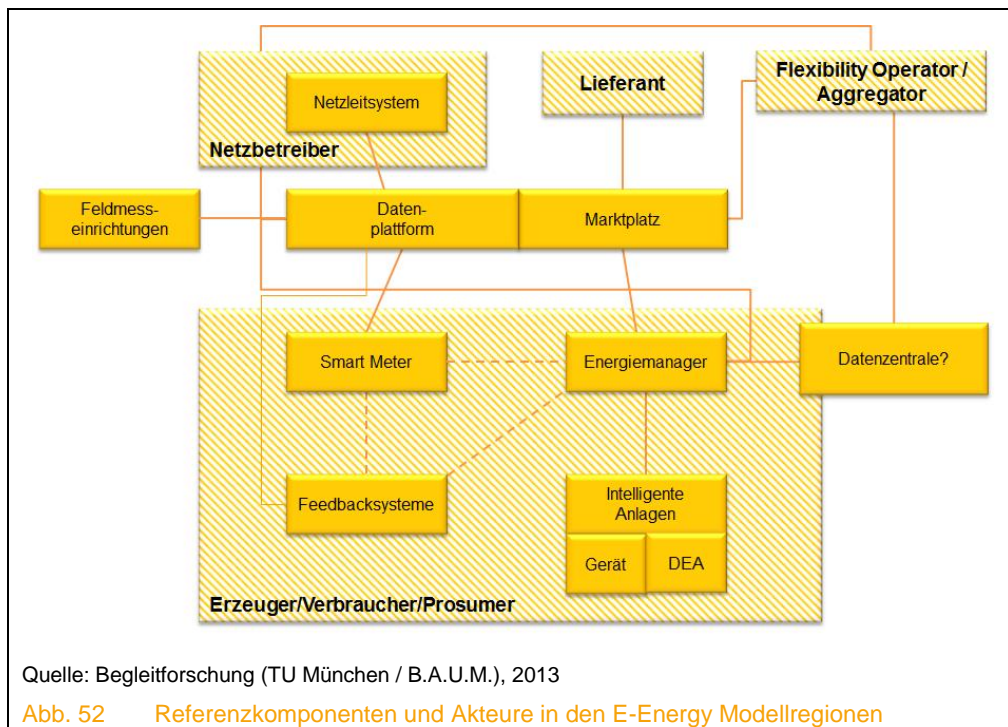 Netzleitsystem
Netzbetreiber
Lieferant
Flexibility Operator /
Aggregator
Feldmess-
einrichtungen
Daten-
plattform
Marktplatz
Smart Meter
Energiemanager
Datenzentrale?
Feedbacksysteme
Intelligente
Anlagen
Gerät
DEA
Erzeuger/Verbraucher/Prosumer
Quelle: Begleitforschung (TU München / B.A.U.M.), 2013
Abb. 52 Referenzkomponenten und Akteure in den E-Energy Modellregionen